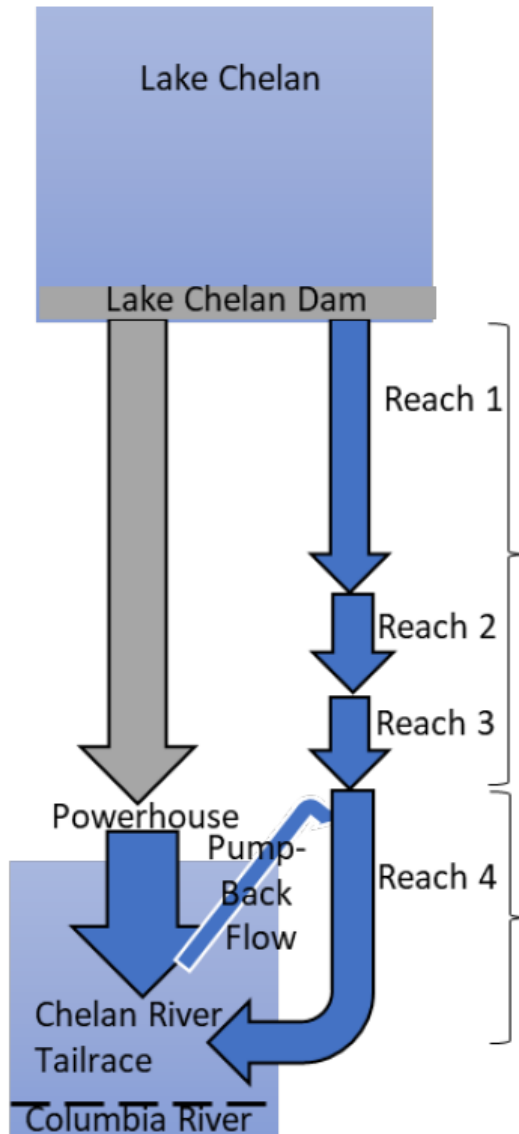 Lake Chelan
Lake Chelan Dam
Reach 1
Reach 2
Reach 3
Powerhouse
Pump-
Back
Flow
Reach 4
Chelan River
Tailrace
Columbia River